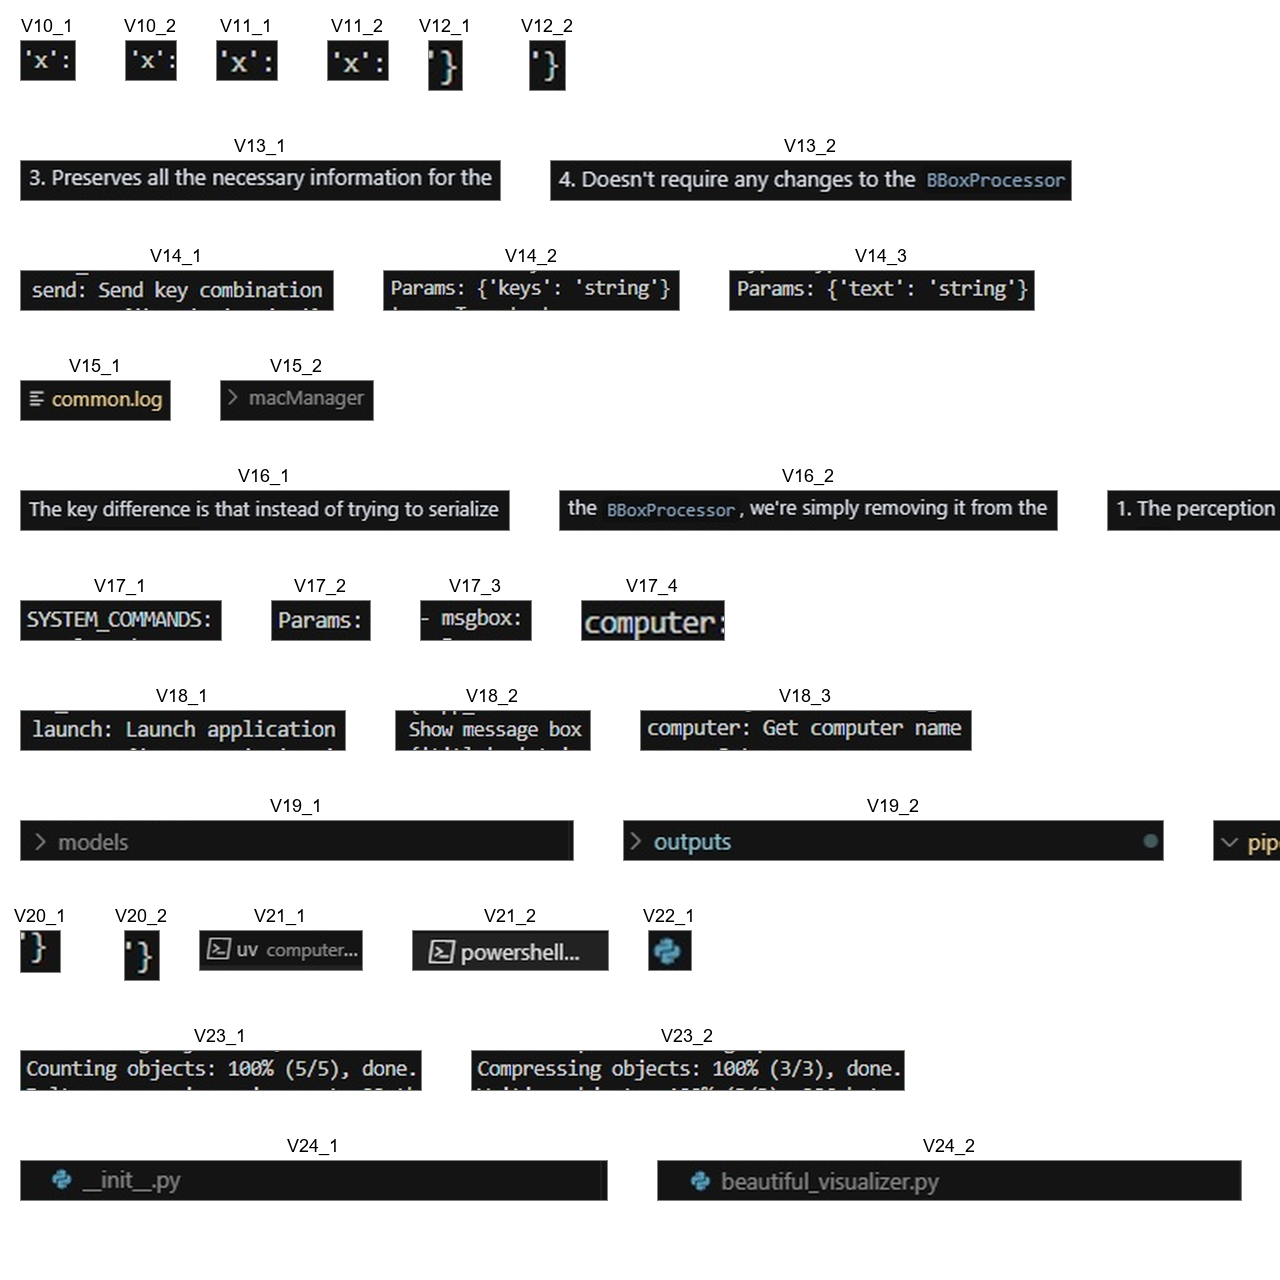 V10_1 V10_2 V11_1 V11_2 V12_1 V12_2
'x': 'x': 'x': 'x': '} '}
V13_1 V13_2
3. Preserves all the necessary information for the 4. Doesn't require any changes to the BBoxProcessor
V14_1 V14_2 V14_3
send: Send key combination Params: {'keys': 'string'} Params: {'text': 'string'}
V15_1 V15_2
common.log > macManager
V16_1 V16_2
The key difference is that instead of trying to serialize the BBoxProcessor, we're simply removing it from the 1. The perception
V17_1 V17_2 V17_3 V17_4
SYSTEM_COMMANDS: Params: - msgbox: computer:
V18_1 V18_2 V18_3
launch: Launch application Show message box computer: Get computer name
V19_1 V19_2
models outputs pip
V20_1 V20_2 V21_1 V21_2 V22_1
'} '} uv computer... powershell...
V23_1 V23_2
Counting objects: 100% (5/5), done. Compressing objects: 100% (3/3), done.
V24_1 V24_2
__init__.py beautiful_visualizer.py